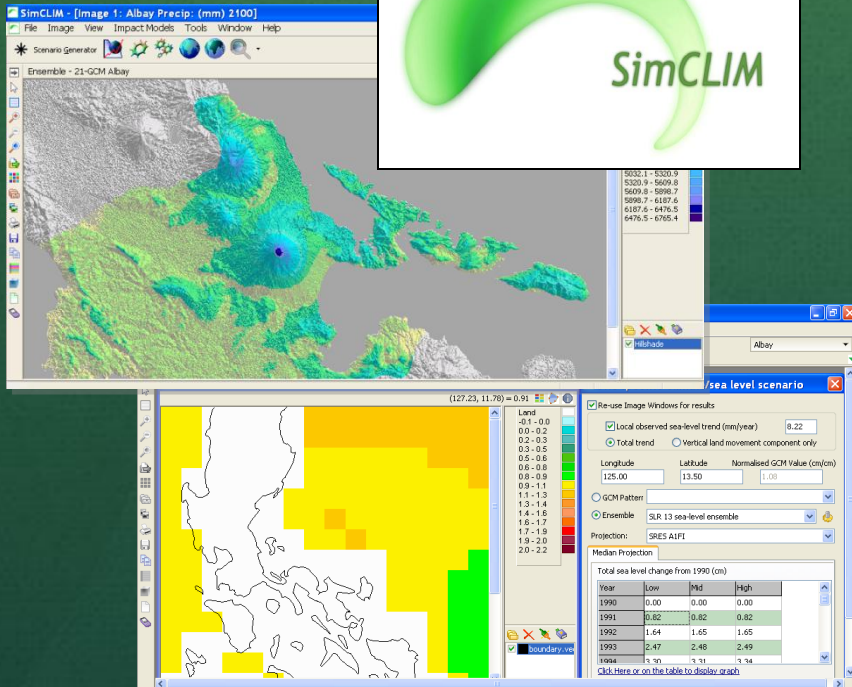 SimCLIM - [Image 1: Albay Precip: (mm) 2100]
File Image View Impact Models Tools Window Help
Scenario Generator
Ensemble - 21-GCM Albay
SimCLIM
5032.1 - 5320.9
5320.9 - 5609.8
5609.8 - 5898.7
5898.7 - 6187.6
6187.6 - 6476.5
6476.5 - 6765.4
Hillshade
Albay
/sea level scenario
(127.23, 11.78) = 0.91
Land
-0.1 - 0.0
0.0 - 0.2
0.2 - 0.3
0.3 - 0.5
0.5 - 0.6
0.6 - 0.8
0.8 - 0.9
0.9 - 1.1
1.1 - 1.3
1.3 - 1.4
1.4 - 1.6
1.6 - 1.7
1.7 - 1.9
1.9 - 2.0
2.0 - 2.2
boundary.vec
Re-use Image Windows for results
Local observed sea-level trend (mm/year) 8.22
Total trend Vertical land movement component only
Longitude Latitude Normalised GCM Value (cm/cm)
125.00 13.50 1.08
GCM Pattern
Ensemble SLR 13 sea-level ensemble
Projection: SRES A1FI
Median Projection
Total sea level change from 1990 (cm)
Year Low Mid High
1990 0.00 0.00 0.00
1991 0.82 0.82 0.82
1992 1.64 1.65 1.65
1993 2.47 2.48 2.49
1994 3.30 3.31 3.34
Click Here or on the table to display graph